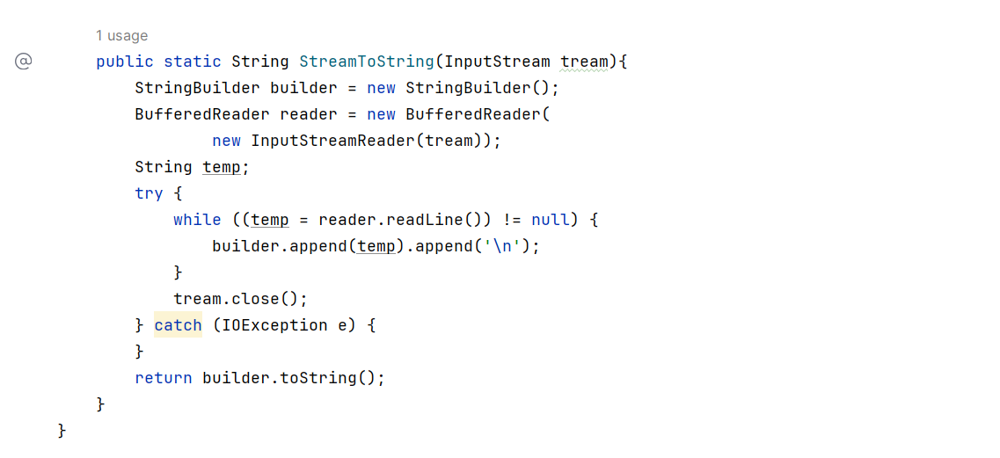 1 usage
@ public static String StreamToString(InputStream tream){
StringBuilder builder = new StringBuilder();
BufferedReader reader = new BufferedReader(
new InputStreamReader(tream));
String temp;
try {
while ((temp = reader.readLine()) != null) {
builder.append(temp).append('\n');
}
tream.close();
} catch (IOException e) {
}
return builder.toString();
}
}